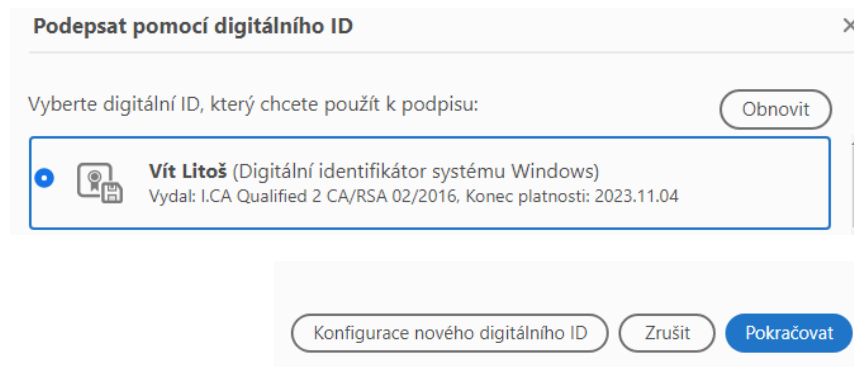 Podepsat pomocí digitálního ID
Vyberte digitální ID, který chcete použít k podpisu:
Obnovit
Vít Litoš (Digitální identifikátor systému Windows)
Vydal: I.CA Qualified 2 CA/RSA 02/2016, Konec platnosti: 2023.11.04
Konfigurace nového digitálního ID
Zrušit
Pokračovat